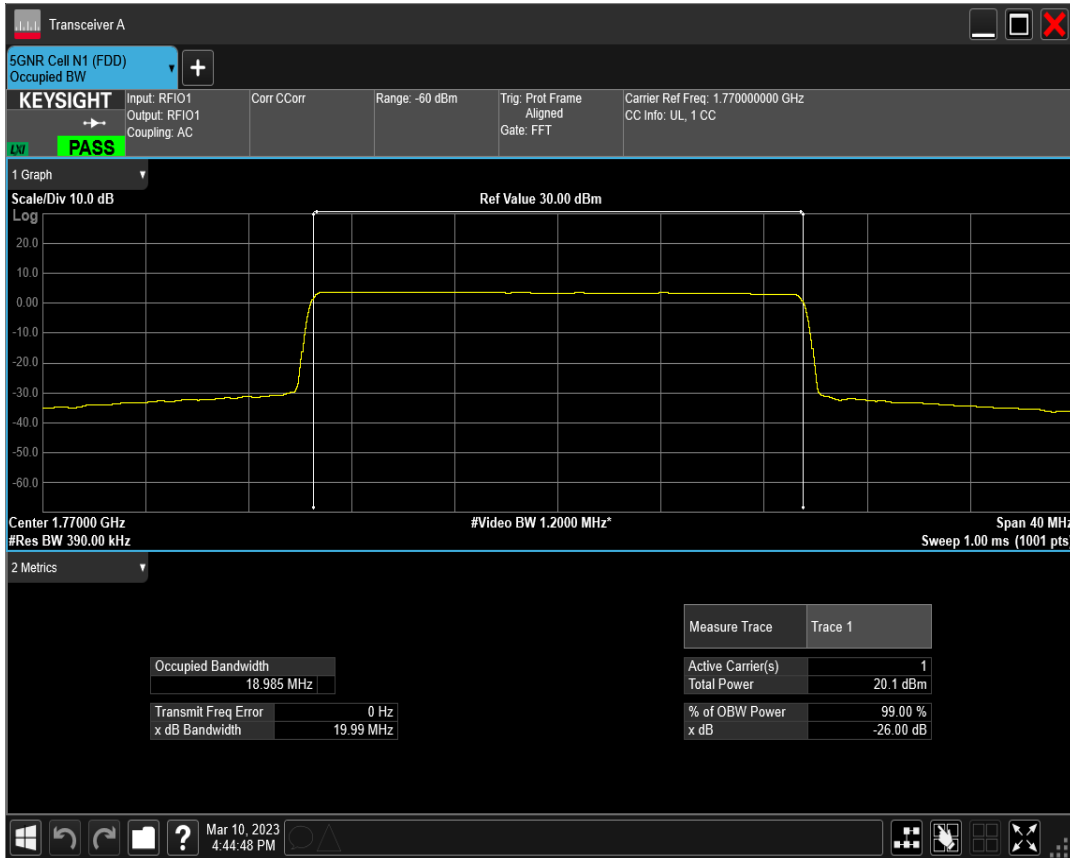 Transceiver A
5GNR Cell N1 (FDD)
Occupied BW
+
KEYSIGHT
LXI
PASS
Input: RFIO1
Output: RFIO1
Coupling: AC
Corr CCorr
Range: -60 dBm
Trig: Prot Frame
Aligned
Gate: FFT
Carrier Ref Freq: 1.770000000 GHz
CC Info: UL, 1 CC
1 Graph
Scale/Div 10.0 dB
Ref Value 30.00 dBm
Log
20.0
10.0
0.00
-10.0
-20.0
-30.0
-40.0
-50.0
-60.0
Center 1.77000 GHz
#Video BW 1.2000 MHz*
Span 40 MHz
#Res BW 390.00 kHz
Sweep 1.00 ms (1001 pts)
2 Metrics
Measure Trace Trace 1
Occupied Bandwidth
18.985 MHz
Active Carrier(s) 1
Total Power 20.1 dBm
Transmit Freq Error 0 Hz
x dB Bandwidth 19.99 MHz
% of OBW Power 99.00 %
x dB -26.00 dB
?
Mar 10, 2023
4:44:48 PM